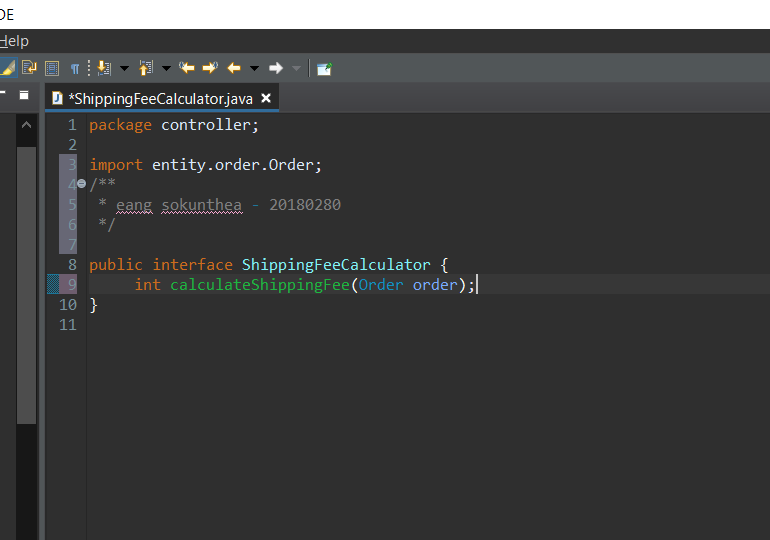 DE
Help
*ShippingFeeCalculator.java
1 package controller;
2
3 import entity.order.Order;
4 /**
5  * eang sokunthea - 20180280
6  */
7
8 public interface ShippingFeeCalculator {
9     int calculateShippingFee(Order order);
10 }
11